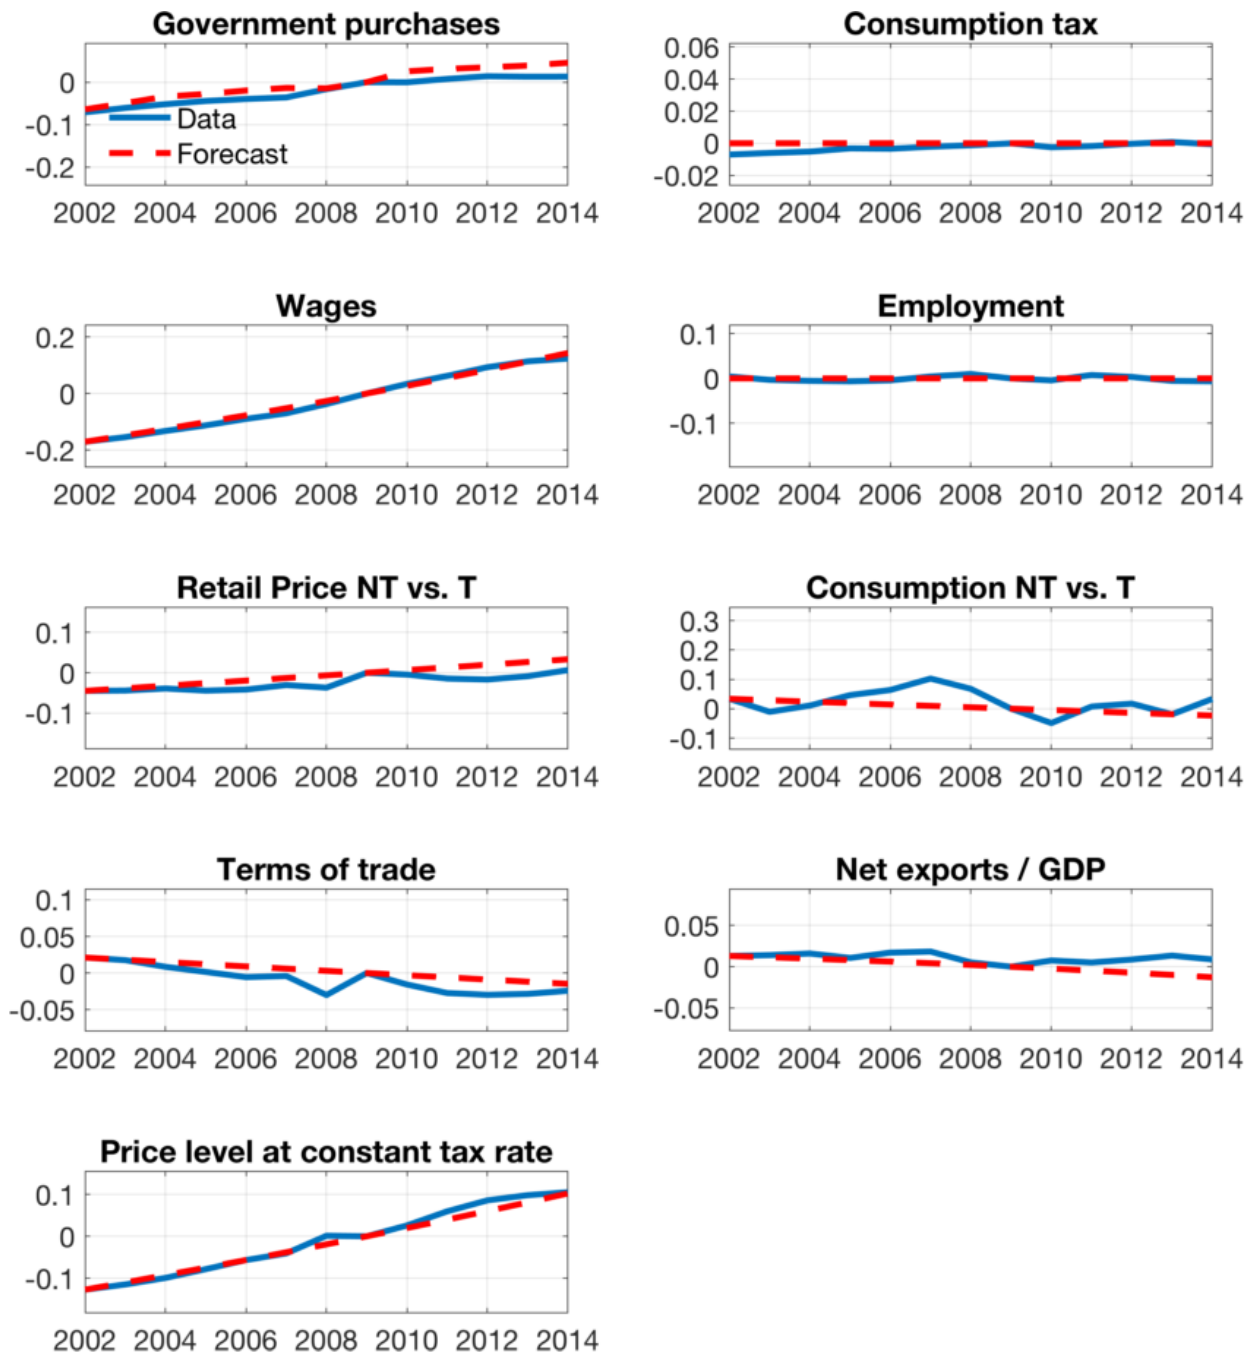 Government purchases
0
-0.1
-0.2
Data
Forecast
2002 2004 2006 2008 2010 2012 2014
Consumption tax
0.06
0.04
0.02
0
-0.02
2002 2004 2006 2008 2010 2012 2014
Wages
0.2
0
-0.2
2002 2004 2006 2008 2010 2012 2014
Employment
0.1
0
-0.1
2002 2004 2006 2008 2010 2012 2014
Retail Price NT vs. T
0.1
0
-0.1
2002 2004 2006 2008 2010 2012 2014
Consumption NT vs. T
0.3
0.2
0.1
0
-0.1
2002 2004 2006 2008 2010 2012 2014
Terms of trade
0.1
0.05
0
-0.05
2002 2004 2006 2008 2010 2012 2014
Net exports / GDP
0.05
0
-0.05
2002 2004 2006 2008 2010 2012 2014
Price level at constant tax rate
0.1
0
-0.1
2002 2004 2006 2008 2010 2012 2014